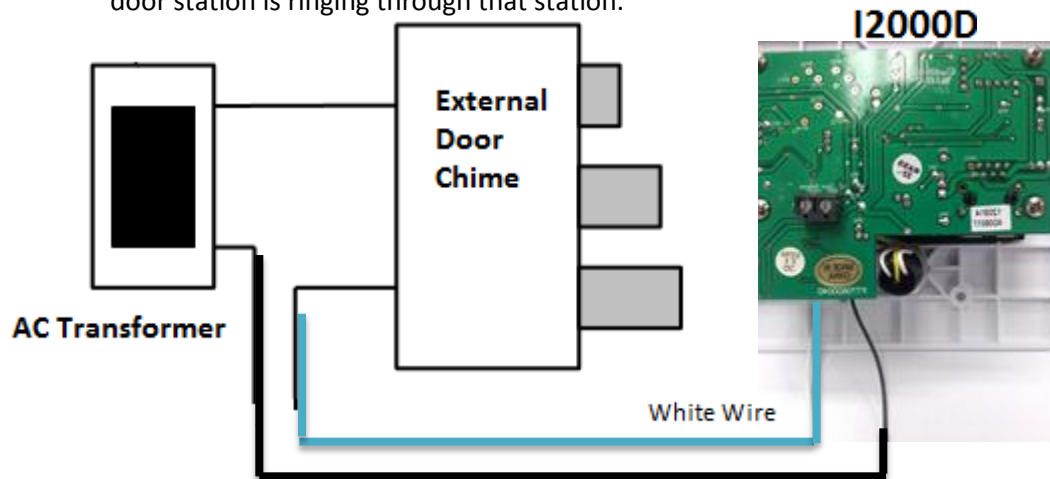 door station is ringing through that station.
I2000D
External
Door
Chime
AC Transformer
White Wire